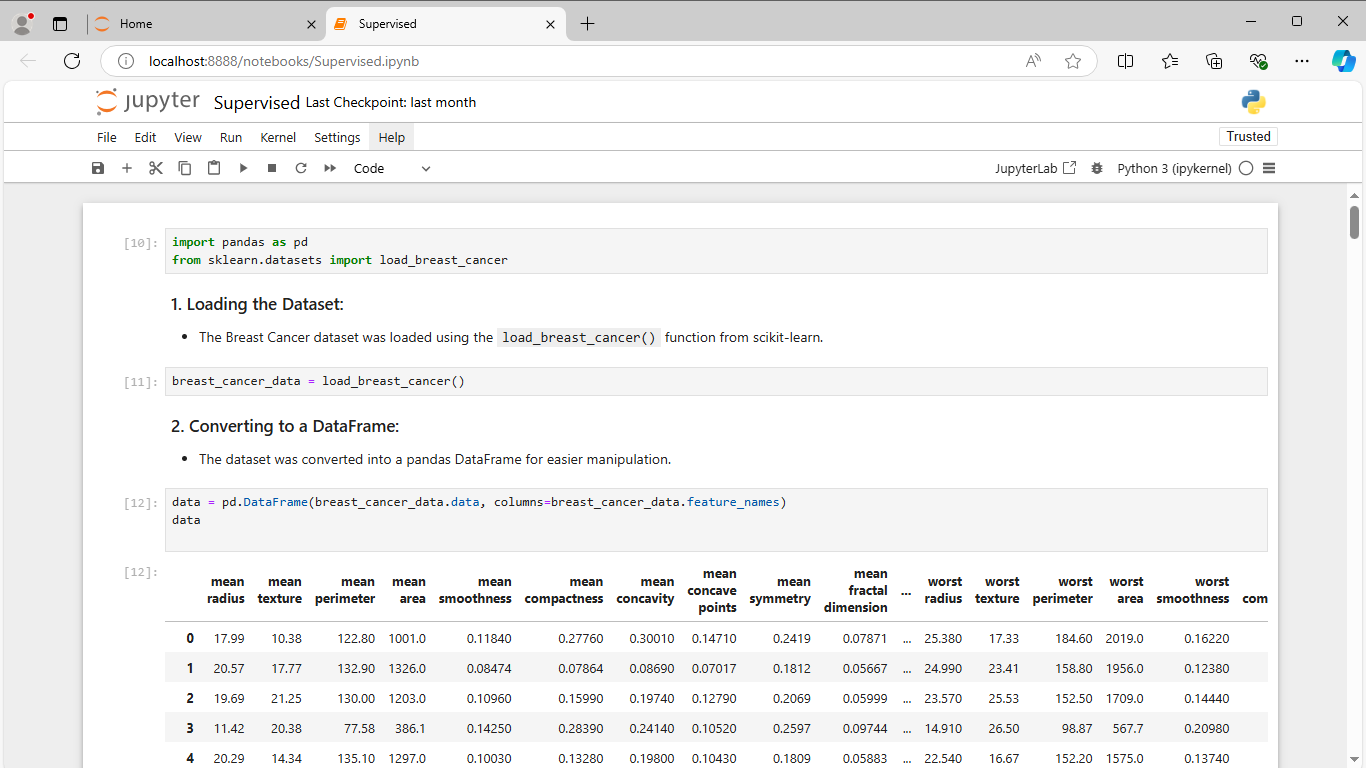 Home
Supervised
localhost:8888/notebooks/Supervised.ipynb
jupyter Supervised Last Checkpoint: last month
File Edit View Run Kernel Settings Help
Trusted
Code
JupyterLab
Python 3 (ipykernel)
[10]:
import pandas as pd
from sklearn.datasets import load_breast_cancer
1. Loading the Dataset:
• The Breast Cancer dataset was loaded using the load_breast_cancer() function from scikit-learn.
[11]:
breast_cancer_data = load_breast_cancer()
2. Converting to a DataFrame:
• The dataset was converted into a pandas DataFrame for easier manipulation.
[12]:
data = pd.DataFrame(breast_cancer_data.data, columns=breast_cancer_data.feature_names)
data
[12]:
mean radius mean texture mean perimeter mean area mean smoothness mean compactness mean concavity mean concave points mean symmetry mean fractal dimension ... worst radius worst texture worst perimeter worst area worst smoothness com
0 17.99 10.38 122.80 1001.0 0.11840 0.27760 0.30010 0.14710 0.2419 0.07871 ... 25.380 17.33 184.60 2019.0 0.16220
1 20.57 17.77 132.90 1326.0 0.08474 0.07864 0.08690 0.07017 0.1812 0.05667 ... 24.990 23.41 158.80 1956.0 0.12380
2 19.69 21.25 130.00 1203.0 0.10960 0.15990 0.19740 0.12790 0.2069 0.05999 ... 23.570 25.53 152.50 1709.0 0.14440
3 11.42 20.38 77.58 386.1 0.14250 0.28390 0.24140 0.10520 0.2597 0.09744 ... 14.910 26.50 98.87 567.7 0.20980
4 20.29 14.34 135.10 1297.0 0.10030 0.13280 0.19800 0.10430 0.1809 0.05883 ... 22.540 16.67 152.20 1575.0 0.13740